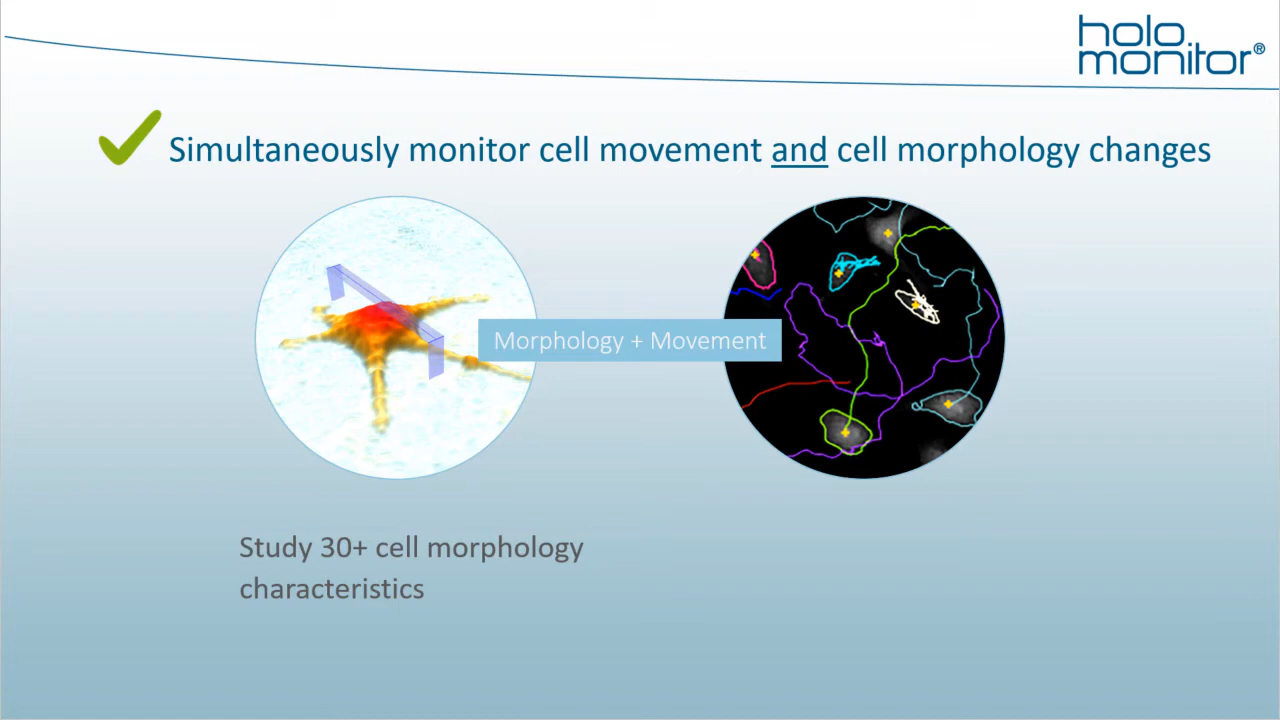 holo
monitor®
Simultaneously monitor cell movement and cell morphology changes
Morphology + Movement
Study 30+ cell morphology
characteristics